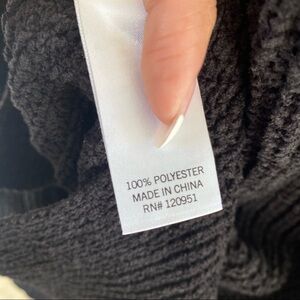 100% POLYESTER
MADE IN CHINA
RN# 120951